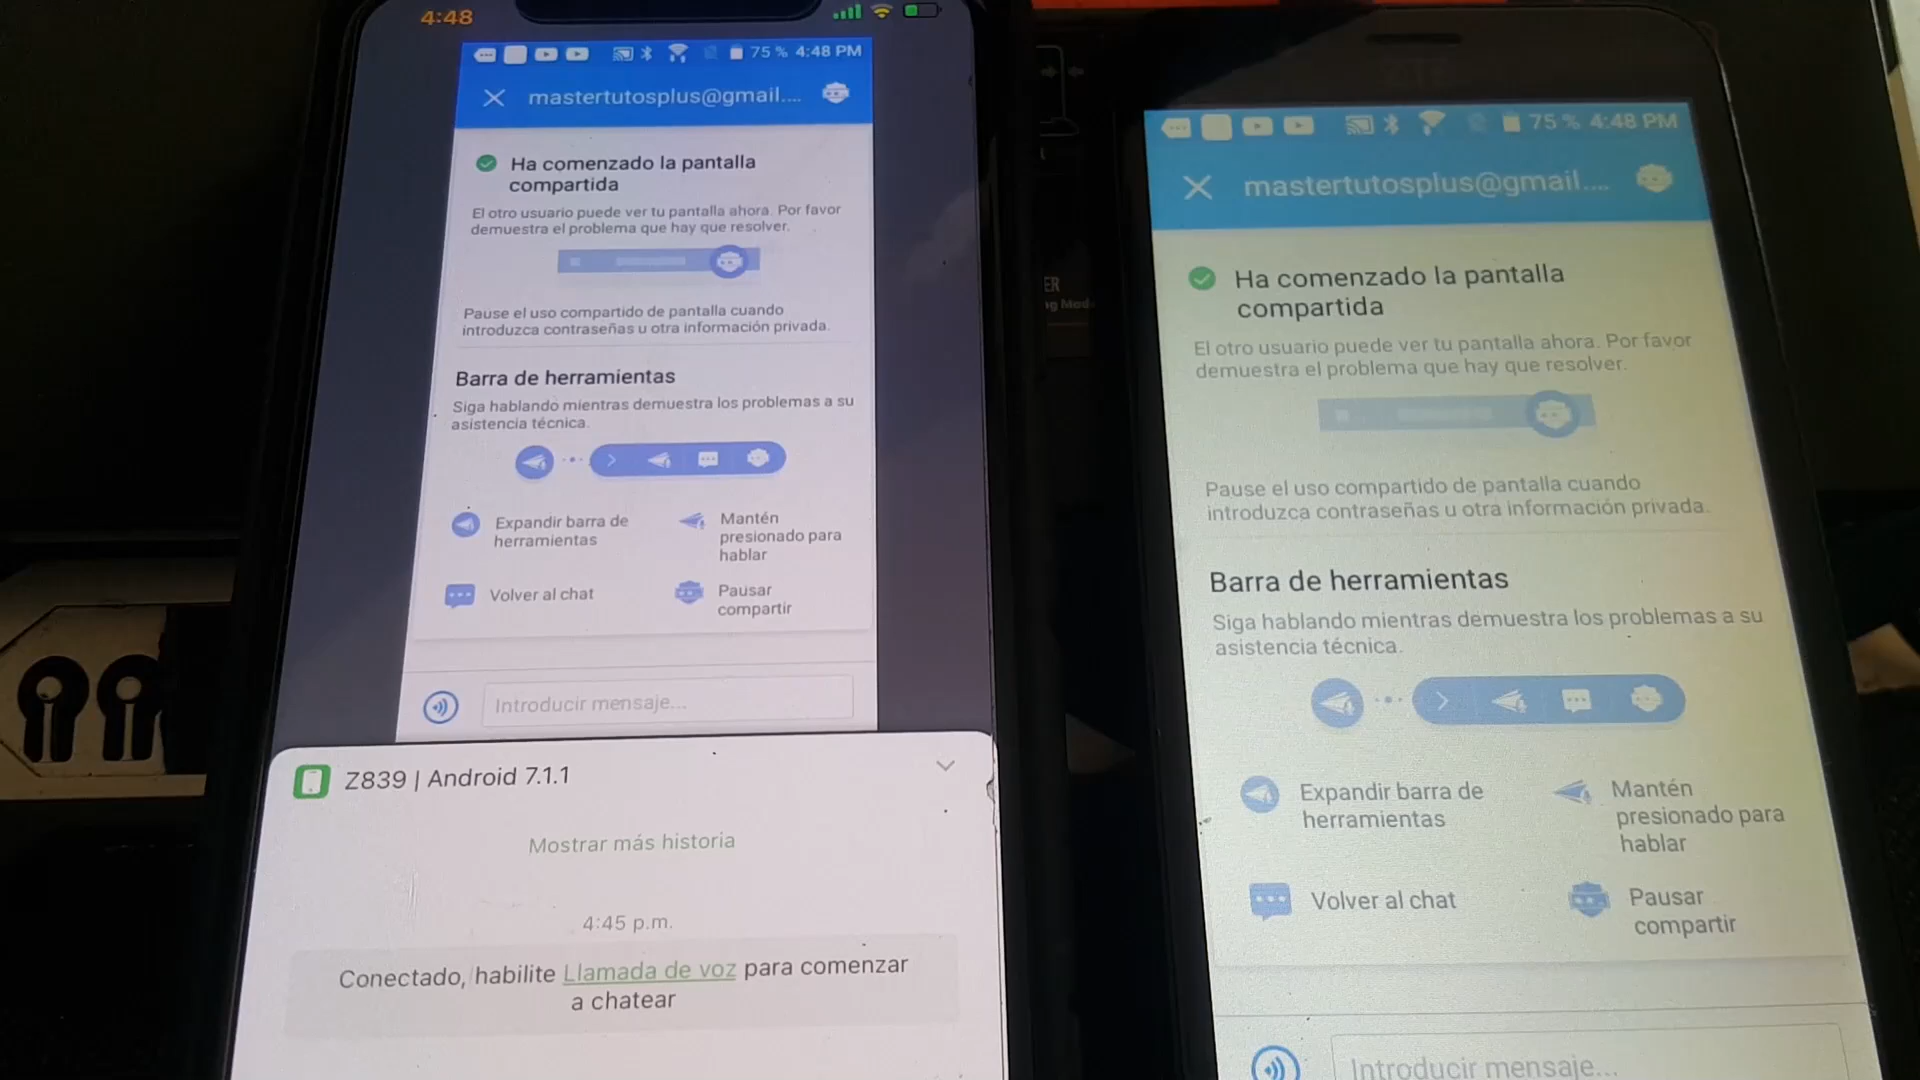 4:48
75 % 4:48 PM
mastertutosplus@gmail....
Ha comenzado la pantalla
compartida
El otro usuario puede ver tu pantalla ahora. Por favor
demuestra el problema que hay que resolver.
Pause el uso compartido de pantalla cuando
introduzca contraseñas u otra información privada.
Barra de herramientas
Siga hablando mientras demuestra los problemas a su
asistencia técnica.
Expandir barra de
herramientas
Mantén
presionado para
hablar
Volver al chat
Pausar
compartir
Introducir mensaje...
Z839 | Android 7.1.1
Mostrar más historia
4:45 p.m.
Conectado, habilite Llamada de voz para comenzar
a chatear
ER
ZTE
75 % 4:48 PM
mastertutosplus@gmail....
Ha comenzado la pantalla
compartida
El otro usuario puede ver tu pantalla ahora. Por favor
demuestra el problema que hay que resolver.
Pause el uso compartido de pantalla cuando
introduzca contraseñas u otra información privada.
Barra de herramientas
Siga hablando mientras demuestra los problemas a su
asistencia técnica.
Expandir barra de
herramientas
Mantén
presionado para
hablar
Volver al chat
Pausar
compartir
Introducir mensaje...